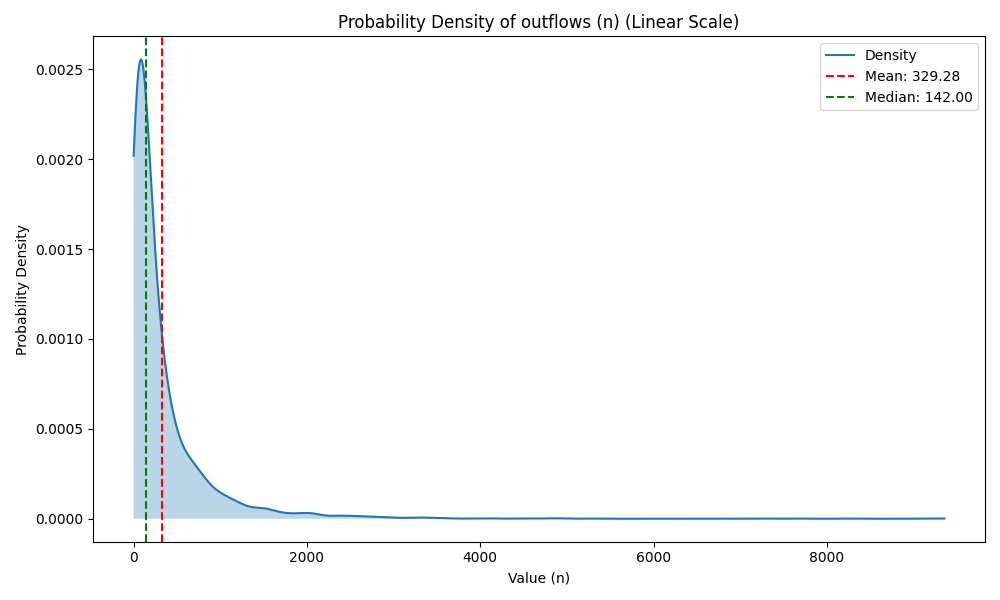 Probability Density of outflows (n) (Linear Scale)
Density
Mean: 329.28
Median: 142.00
Probability Density
0.0025
0.0020
0.0015
0.0010
0.0005
0.0000
0
2000
4000
6000
8000
Value (n)